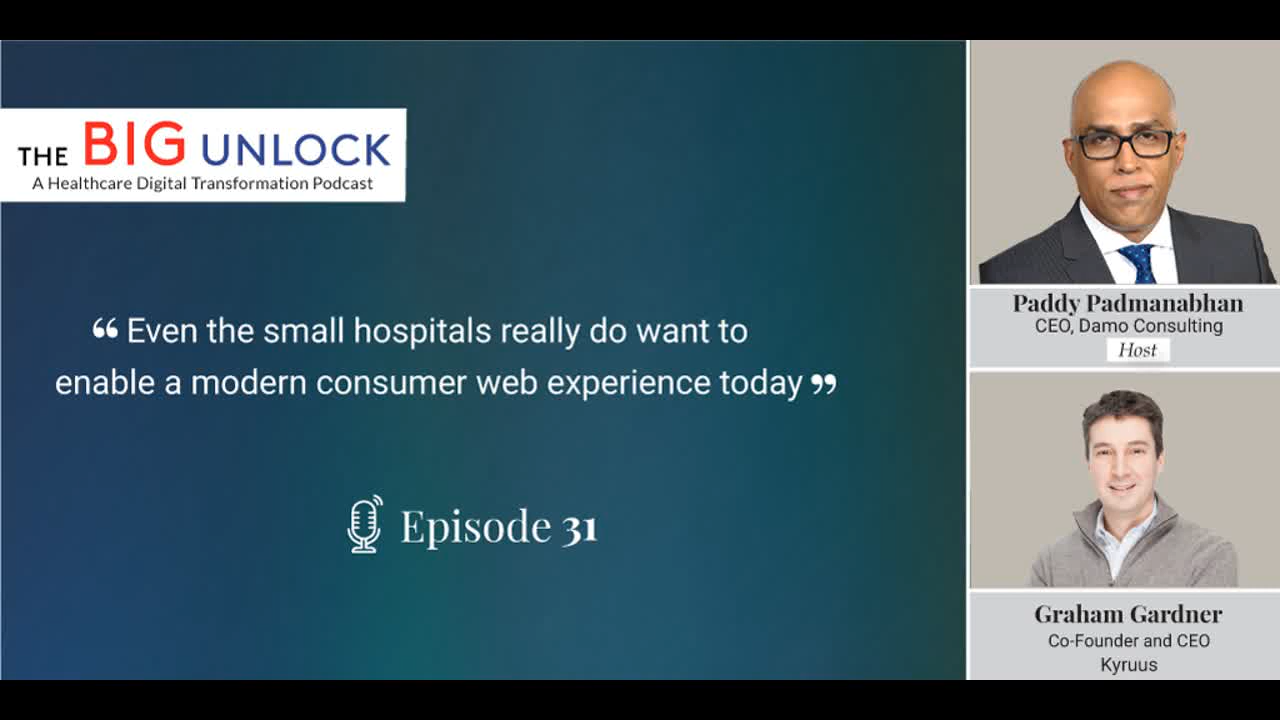 THE BIG UNLOCK
A Healthcare Digital Transformation Podcast
“ Even the small hospitals really do want to
enable a modern consumer web experience today ”
Episode 31
Paddy Padmanabhan
CEO, Damo Consulting
Host
Graham Gardner
Co-Founder and CEO
Kyruus